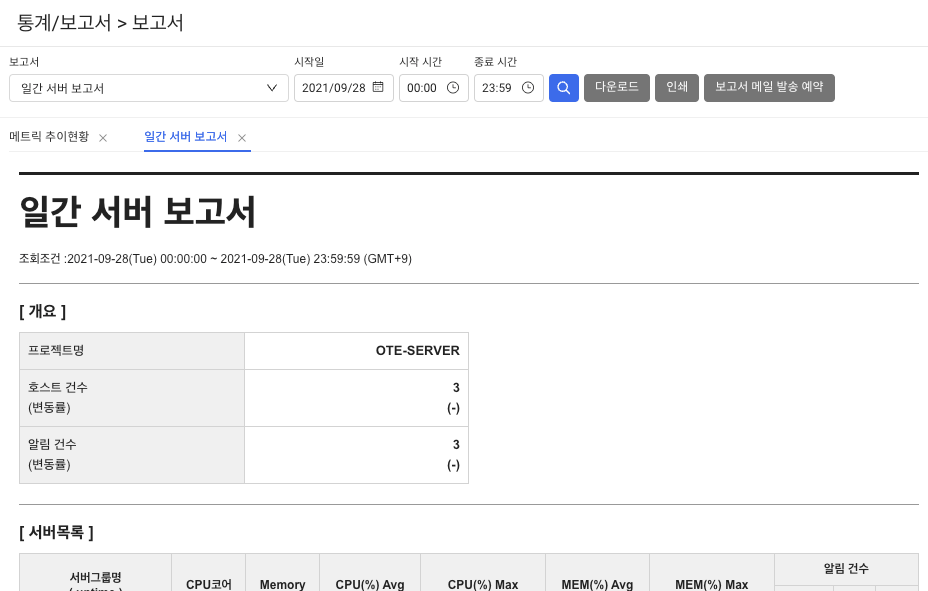 통계/보고서 > 보고서
보고서
시작일
시작 시간
종료 시간
일간 서버 보고서
2021/09/28
00:00
23:59
다운로드
인쇄
보고서 메일 발송 예약
메트릭 추이현황
일간 서버 보고서
일간 서버 보고서
조회조건 :2021-09-28(Tue) 00:00:00 ~ 2021-09-28(Tue) 23:59:59 (GMT+9)
[ 개요 ]
프로젝트명 OTE-SERVER
호스트 건수 3
(변동률) (-)
알림 건수 3
(변동률) (-)
[ 서버목록 ]
알림 건수
서버그룹명
( uptime )
CPU코어
Memory
CPU(%) Avg
CPU(%) Max
MEM(%) Avg
MEM(%) Max